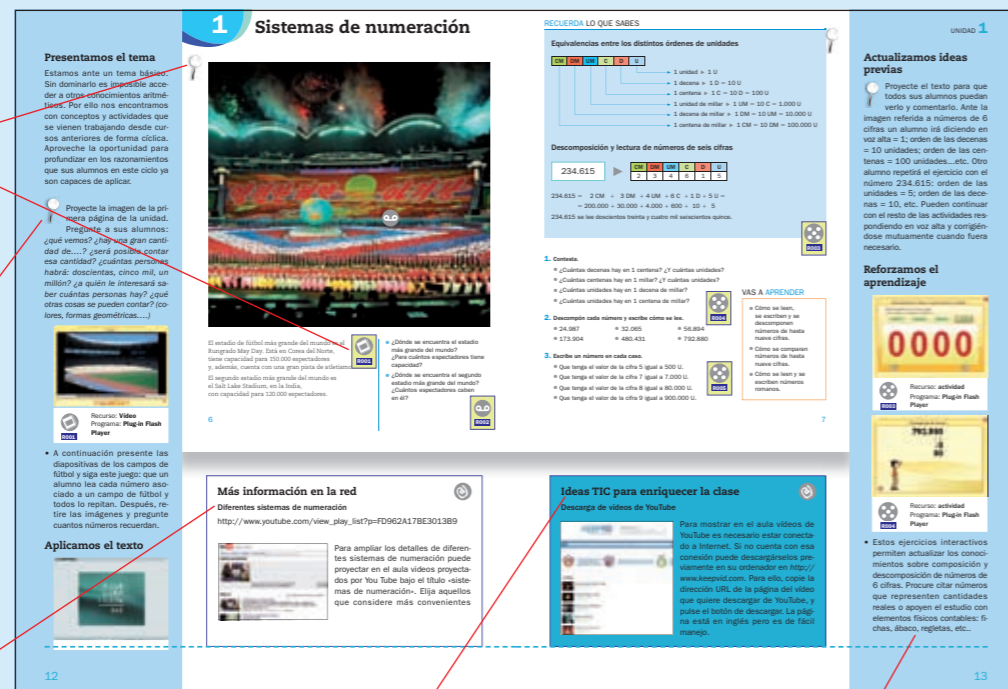 Presentamos el tema
Estamos ante un tema básico.
Sin dominarlo es imposible acce-
der a otros conocimientos aritmé-
ticos. Por ello nos encontramos
con conceptos y actividades que
se vienen trabajando desde cur-
sos anteriores de forma cíclica.
Aproveche la oportunidad para
profundizar en los razonamientos
que sus alumnos en este ciclo ya
son capaces de aplicar.
Proyecte la imagen de la pri-
mera página de la unidad.
Pregunte a sus alumnos:
¿qué vemos? ¿hay una gran canti-
dad de....? ¿será posible contar
esa cantidad? ¿cuántas personas
habrá: doscientas, cinco mil, un
millón? ¿a quién le interesará sa-
ber cuántas personas hay? ¿qué
otras cosas se pueden contar? (co-
lores, formas geométricas....)
R001
Recurso: Vídeo
Programa: Plug-in Flash
Player
• A continuación presente las
diapositivas de los campos de
fútbol y siga este juego: que un
alumno lea cada número aso-
ciado a un campo de fútbol y
todos lo repitan. Después, re-
tire las imágenes y pregunte
cuantos números recuerdan.
Aplicamos el texto
12
1 Sistemas de numeración
El estadio de fútbol más grande del mundo es el
Rungrado May Day. Está en Corea del Norte,
tiene capacidad para 150.000 espectadores
y, además, cuenta con una gran pista de atletismo.
El segundo estadio más grande del mundo es
el Salt Lake Stadium, en la India,
con capacidad para 120.000 espectadores.
R001
• ¿Dónde se encuentra el estadio
más grande del mundo?
¿Para cuántos espectadores tiene
capacidad?
• ¿Dónde se encuentra el segundo
estadio más grande del mundo?
¿Cuántos espectadores caben
en él?
R002
6
RECUERDA LO QUE SABES
Equivalencias entre los distintos órdenes de unidades
CM DM UM C D U
1 unidad = 1 U
1 decena = 1 D = 10 U
1 centena = 1 C = 10 D = 100 U
1 unidad de millar = 1 UM = 10 C = 1.000 U
1 decena de millar = 1 DM = 10 UM = 10.000 U
1 centena de millar = 1 CM = 10 DM = 100.000 U
Descomposición y lectura de números de seis cifras
234.615
CM DM UM C D U
2 3 4 6 1 5
234.615 = 2 CM + 3 DM + 4 UM + 6 C + 1 D + 5 U =
= 200.000 + 30.000 + 4.000 + 600 + 10 + 5
234.615 se lee doscientos treinta y cuatro mil seiscientos quince.
R003
1. Contesta.
• ¿Cuántas decenas hay en 1 centena? ¿Y cuántas unidades?
• ¿Cuántas centenas hay en 1 millar? ¿Y cuántas unidades?
• ¿Cuántas unidades hay en 1 decena de millar?
• ¿Cuántas unidades hay en 1 centena de millar?
2. Descompón cada número y escribe cómo se lee.
• 24.987 • 32.065 • 56.894
• 173.904 • 480.431 • 792.680
R004
3. Escribe un número en cada caso.
• Que tenga el valor de la cifra 5 igual a 500 U.
• Que tenga el valor de la cifra 7 igual a 7.000 U.
• Que tenga el valor de la cifra 8 igual a 80.000 U.
• Que tenga el valor de la cifra 9 igual a 900.000 U.
R005
VAS A APRENDER
• Cómo se leen,
se escriben y se
descomponen
números de hasta
nueve cifras.
• Cómo se comparan
números de hasta
nueve cifras.
• Cómo se leen y se
escriben números
romanos.
7
Más información en la red
Diferentes sistemas de numeración
http://www.youtube.com/view_play_list?p=FD962A17BE3013B9
Para ampliar los detalles de diferen-
tes sistemas de numeración puede
proyectar en el aula vídeos proyecta-
dos por You Tube bajo el título «siste-
mas de numeración». Elija aquellos
que considere más convenientes
Ideas TIC para enriquecer la clase
Descarga de vídeos de YouTube
Para mostrar en el aula vídeos de
YouTube es necesario estar conecta-
do a Internet. Si no cuenta con esa
conexión puede descargárselos pre-
viamente en su ordenador en http://
www.keepvid.com. Para ello, copie la
dirección URL de la página del vídeo
que quiere descargar de YouTube, y
pulse el botón de descargar. La pági-
na está en inglés pero es de fácil
manejo.
UNIDAD 1
Actualizamos ideas
previas
Proyecte el texto para que
todos sus alumnos puedan
verlo y comentarlo. Ante la
imagen referida a números de 6
cifras un alumno irá diciendo en
voz alta = 1; orden de las decenas
= 10 unidades; orden de las cen-
tenas = 100 unidades...etc. Otro
alumno repetirá el ejercicio con el
número 234.615: orden de las
unidades = 5; orden de las dece-
nas = 10, etc. Pueden continuar
con el resto de las actividades res-
pondiendo en voz alta y corrigién-
dose mutuamente cuando fuera
necesario.
Reforzamos el
aprendizaje
0000
R003
Recurso: actividad
Programa: Plug-in Flash
Player
R004
Recurso: actividad
Programa: Plug-in Flash
Player
• Estos ejercicios interactivos
permiten actualizar los conoci-
mientos sobre composición y
descomposición de números de
6 cifras. Procure citar números
que representen cantidades
reales o apoyen el estudio con
elementos físicos contables: fi-
chas, ábaco, regletas, etc..
13